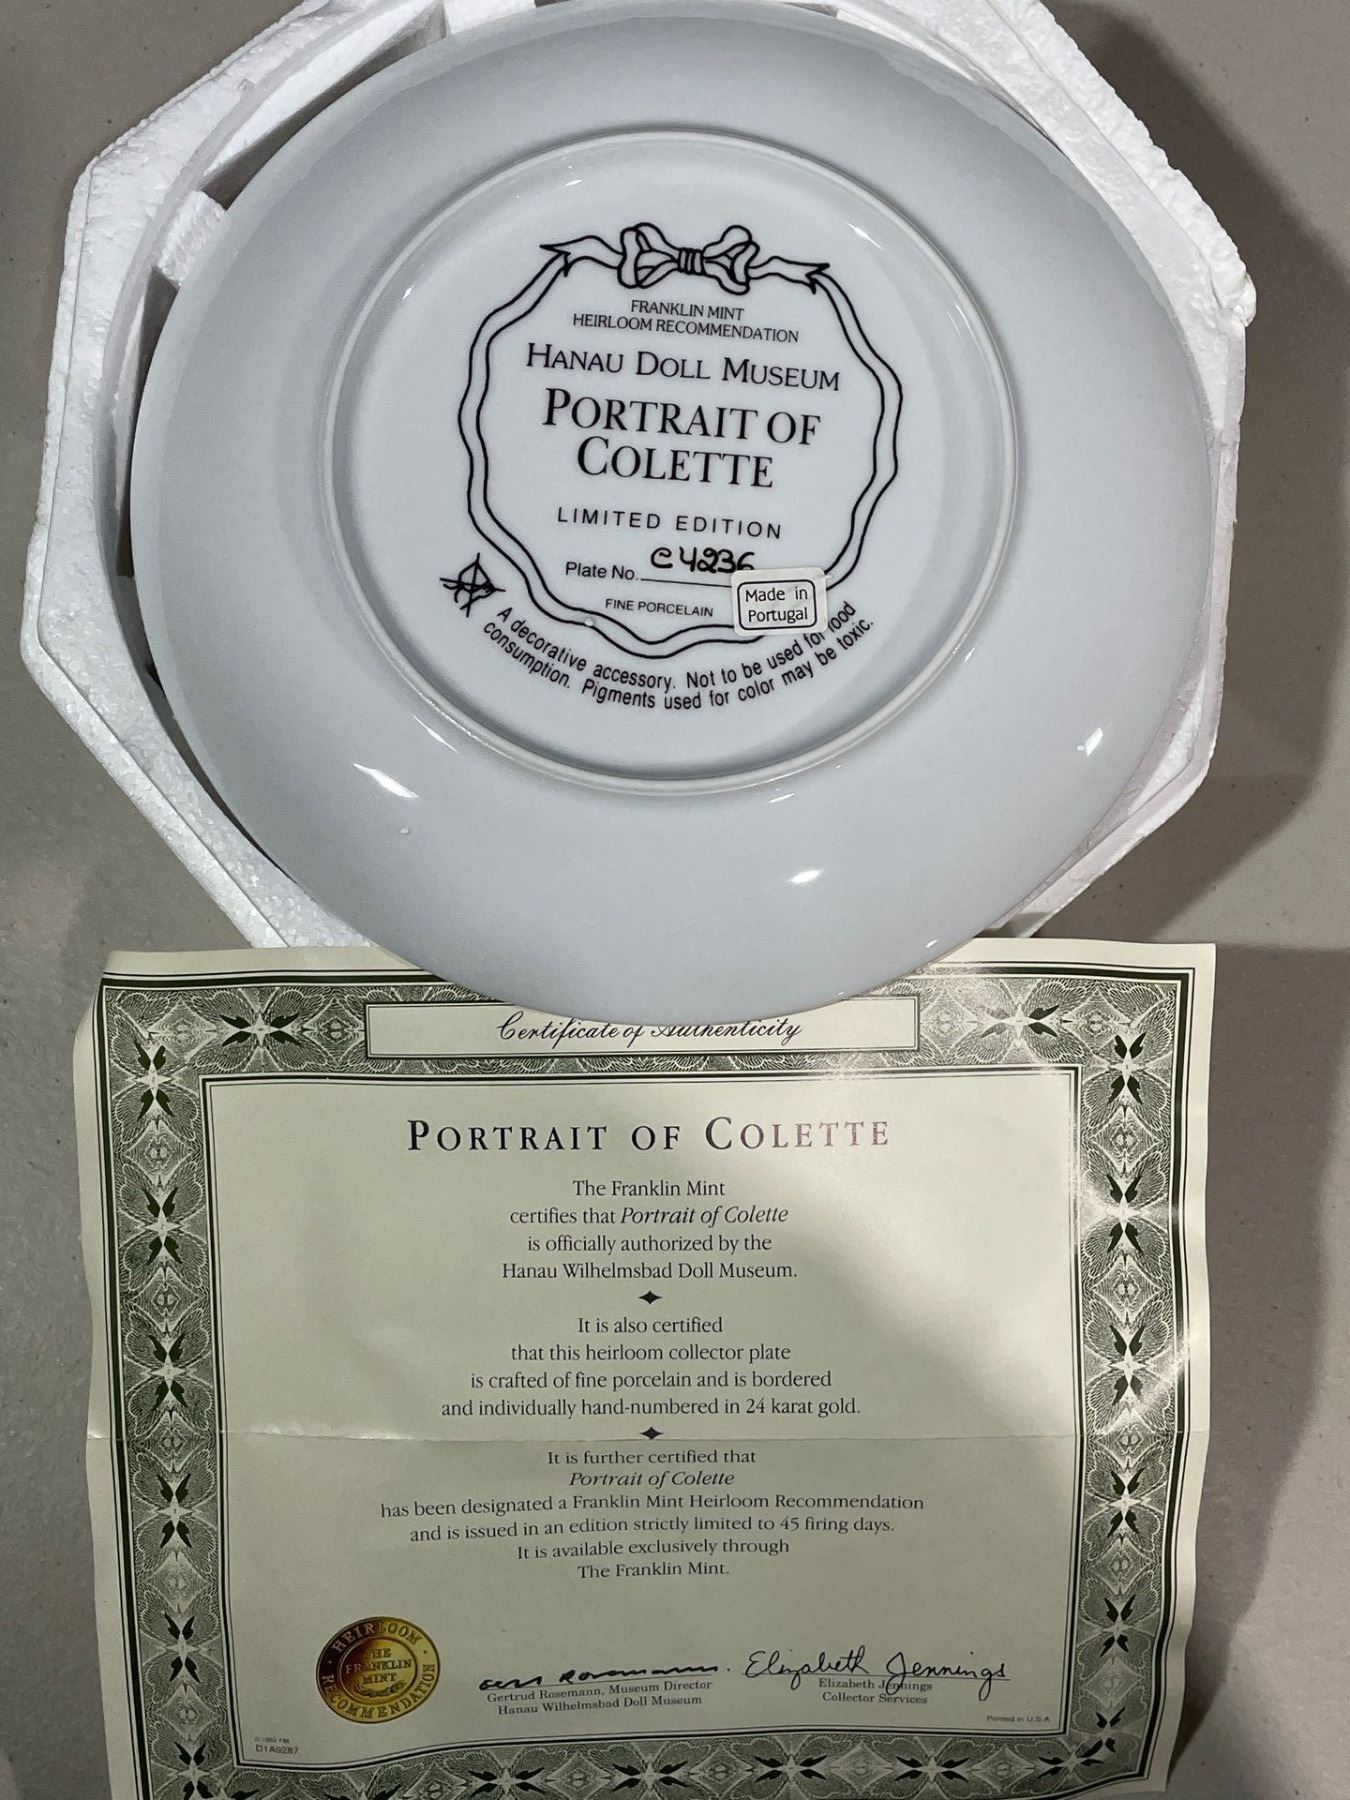 FRANKLIN MINT
HEIRLOOM RECOMMENDATION
HANAU DOLL MUSEUM
PORTRAIT OF
COLETTE
LIMITED EDITION
Plate No. C4236
FINE PORCELAIN
Made in
Portugal
A decorative accessory. Not to be used for food
consumption. Pigments used for color may be toxic.
Certificate of Authenticity
PORTRAIT OF COLETTE
The Franklin Mint
certifies that Portrait of Colette
is officially authorized by the
Hanau Wilhelmsbad Doll Museum.
It is also certified
that this heirloom collector plate
is crafted of fine porcelain and is bordered
and individually hand-numbered in 24 karat gold.
It is further certified that
Portrait of Colette
has been designated a Franklin Mint Heirloom Recommendation
and is issued in an edition strictly limited to 45 firing days.
It is available exclusively through
The Franklin Mint.
HEIRLOOM
THE
FRANKLIN
MINT
RECOMMENDATION
Gertrud Rosemann, Museum Director
Hanau Wilhelmsbad Doll Museum
Elizabeth Jennings
Elizabeth Jennings
Collector Services
Printed in U.S.A
D1A9287